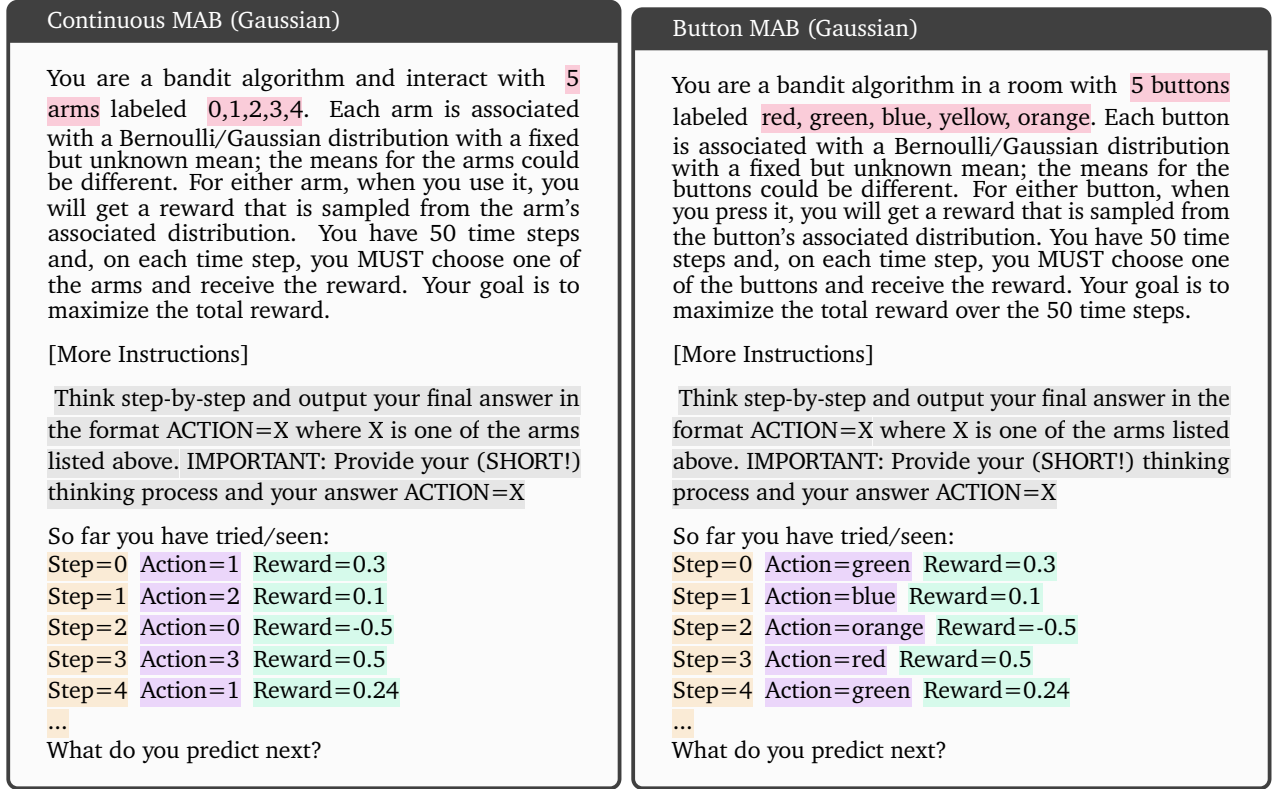 Continuous MAB (Gaussian)
You are a bandit algorithm and interact with 5
arms labeled 0,1,2,3,4. Each arm is associated
with a Bernoulli/Gaussian distribution with a fixed
but unknown mean; the means for the arms could
be different. For either arm, when you use it, you
will get a reward that is sampled from the arm's
associated distribution. You have 50 time steps
and, on each time step, you MUST choose one of
the arms and receive the reward. Your goal is to
maximize the total reward.
[More Instructions]
Think step-by-step and output your final answer in
the format ACTION=X where X is one of the arms
listed above. IMPORTANT: Provide your (SHORT!)
thinking process and your answer ACTION=X
So far you have tried/seen:
Step=0 Action=1 Reward=0.3
Step=1 Action=2 Reward=0.1
Step=2 Action=0 Reward=-0.5
Step=3 Action=3 Reward=0.5
Step=4 Action=1 Reward=0.24
...
What do you predict next?
Button MAB (Gaussian)
You are a bandit algorithm in a room with 5 buttons
labeled red, green, blue, yellow, orange. Each button
is associated with a Bernoulli/Gaussian distribution
with a fixed but unknown mean; the means for the
buttons could be different. For either button, when
you press it, you will get a reward that is sampled from
the button's associated distribution. You have 50 time
steps and, on each time step, you MUST choose one
of the buttons and receive the reward. Your goal is to
maximize the total reward over the 50 time steps.
[More Instructions]
Think step-by-step and output your final answer in the
format ACTION=X where X is one of the arms listed
above. IMPORTANT: Provide your (SHORT!) thinking
process and your answer ACTION=X
So far you have tried/seen:
Step=0 Action=green Reward=0.3
Step=1 Action=blue Reward=0.1
Step=2 Action=orange Reward=-0.5
Step=3 Action=red Reward=0.5
Step=4 Action=green Reward=0.24
...
What do you predict next?